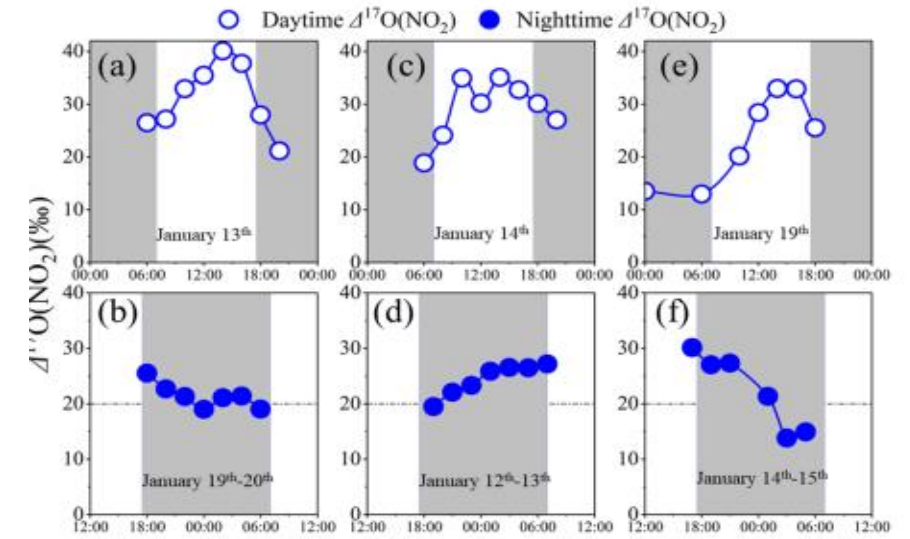 Daytime Δ¹⁷O(NO₂) Nighttime Δ¹⁷O(NO₂)
Δ¹⁷O(NO₂)(‰)
(a) (c) (e)
40 40 40
30 30 30
20 20 20
10 10 10
January 13th January 14th January 19th
0 0 0
00:00 06:00 12:00 18:00 00:00 00:00 06:00 12:00 18:00 00:00 00:00 06:00 12:00 18:00 00:00
40 40 40
(b) (d) (f)
30 30 30
20 20 20
10 10 10
January 19th-20th January 12th-13th January 14th-15th
0 0 0
12:00 18:00 00:00 06:00 12:00 12:00 18:00 00:00 06:00 12:00 12:00 18:00 00:00 06:00 12:00